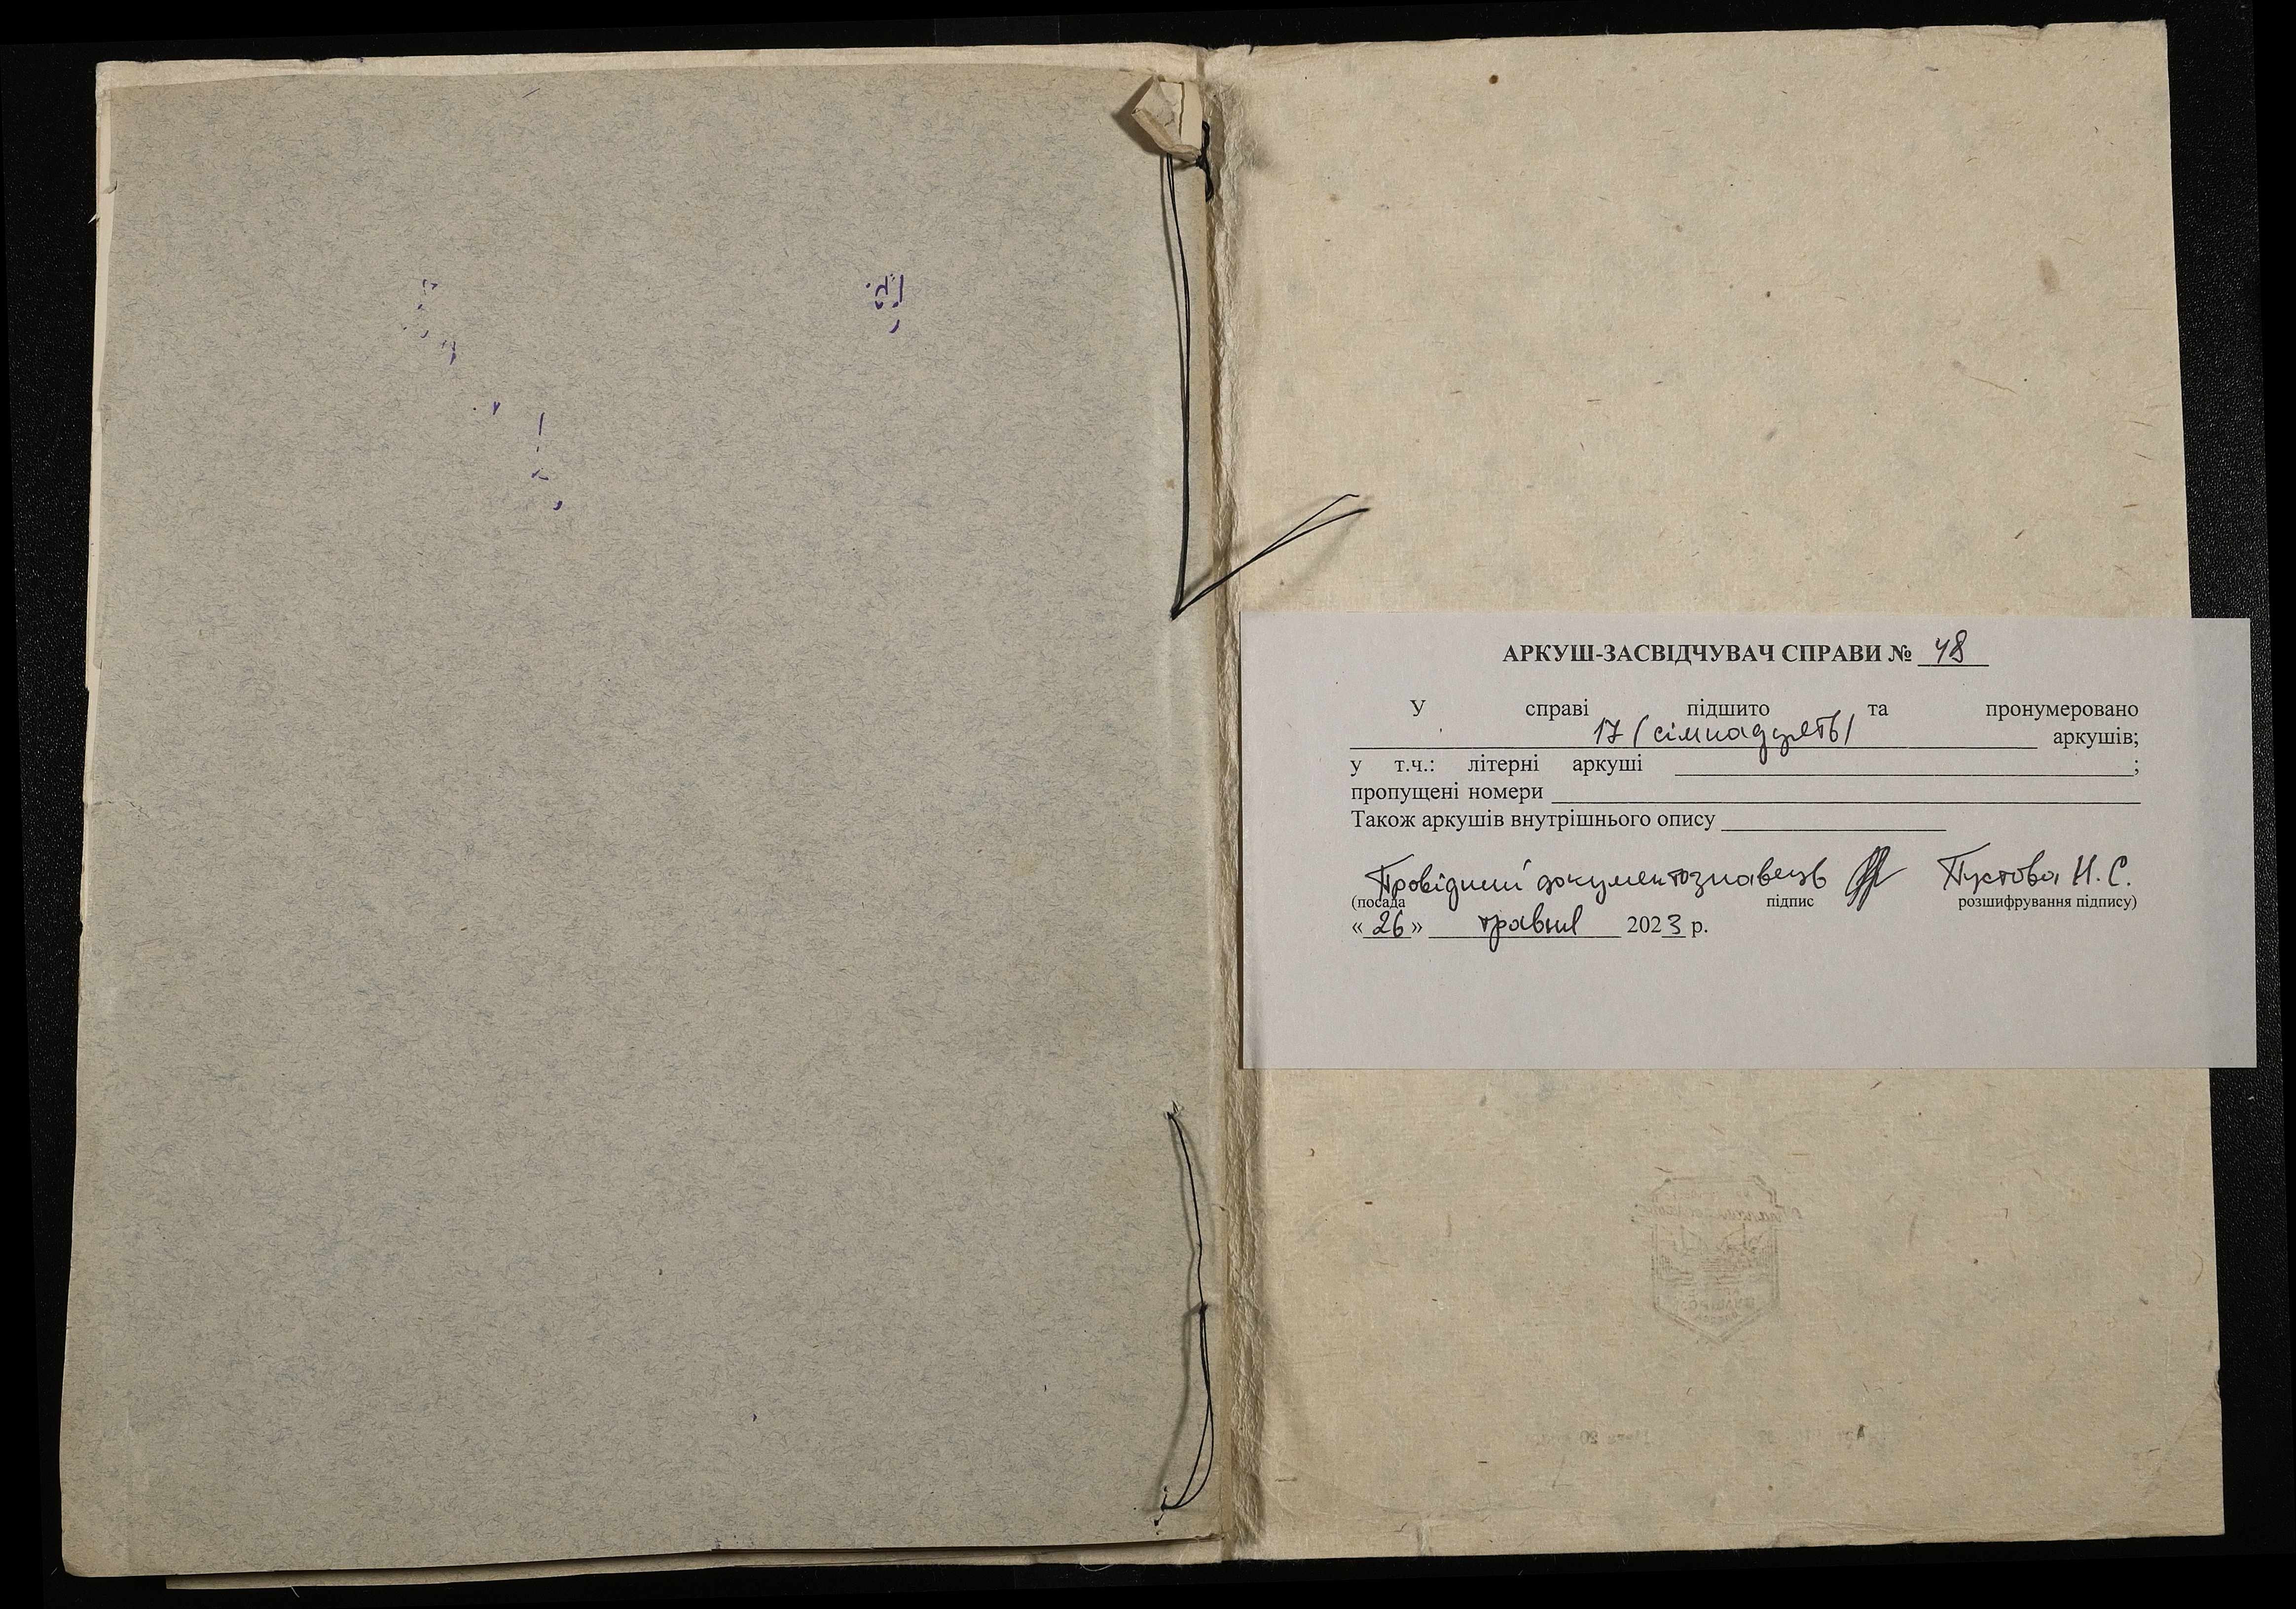 АРКУШ-ЗАСВІДЧУВАЧ СПРАВИ № 48
У справі підшито та пронумеровано
17 (сімнадцять) аркушів;
у т.ч.: літерні аркуші ;
пропущені номери
Також аркушів внутрішнього опису
Провідний документознавець Пустова Н. С.
(посада підпис розшифрування підпису)
« 26 » травня 2023 р.